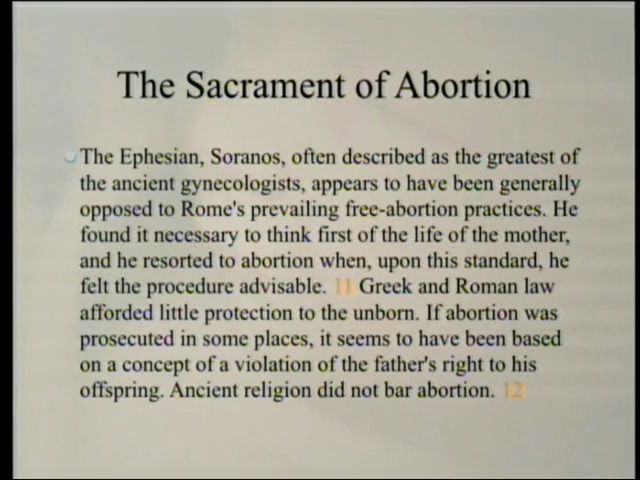 The Sacrament of Abortion
The Ephesian, Soranos, often described as the greatest of
the ancient gynecologists, appears to have been generally
opposed to Rome's prevailing free-abortion practices. He
found it necessary to think first of the life of the mother,
and he resorted to abortion when, upon this standard, he
felt the procedure advisable. 11 Greek and Roman law
afforded little protection to the unborn. If abortion was
prosecuted in some places, it seems to have been based
on a concept of a violation of the father's right to his
offspring. Ancient religion did not bar abortion. 12